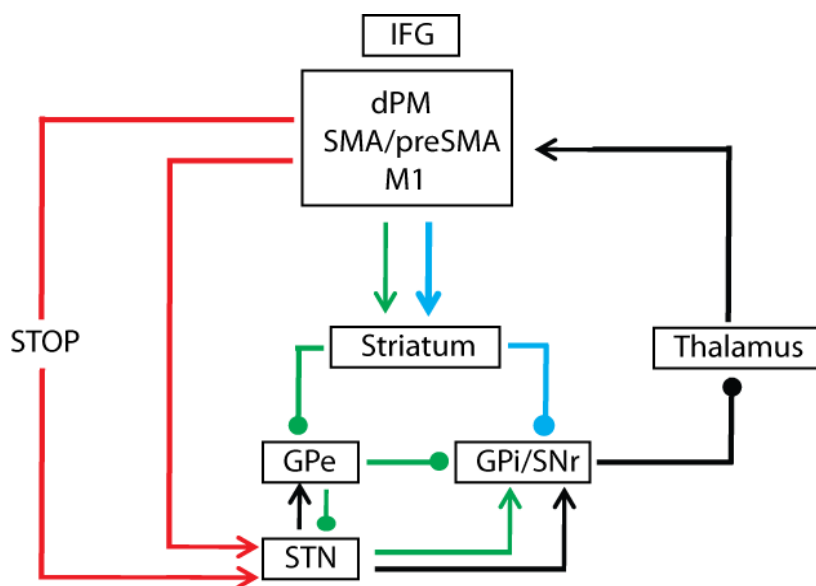 IFG
dPM
SMA/preSMA
M1
STOP
Striatum
Thalamus
GPe
GPi/SNr
STN